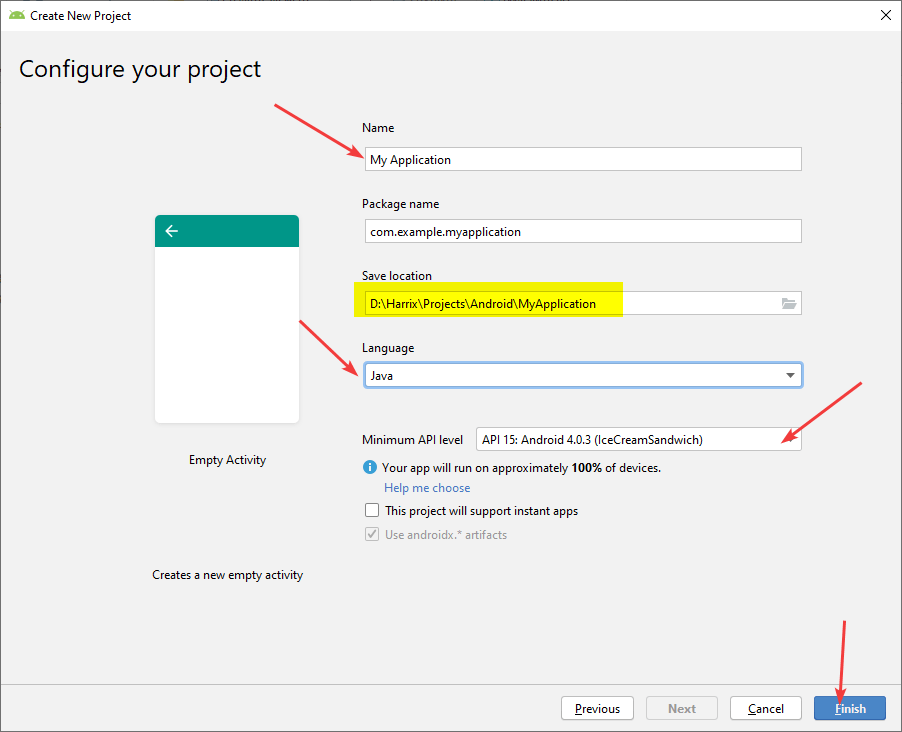 Create New Project
Configure your project
Name
My Application
Package name
com.example.myapplication
Save location
D:\Harrix\Projects\Android\MyApplication
Language
Java
Minimum API level API 15: Android 4.0.3 (IceCreamSandwich)
Empty Activity
Your app will run on approximately 100% of devices.
Help me choose
This project will support instant apps
Use androidx.* artifacts
Creates a new empty activity
Previous Next Cancel Finish